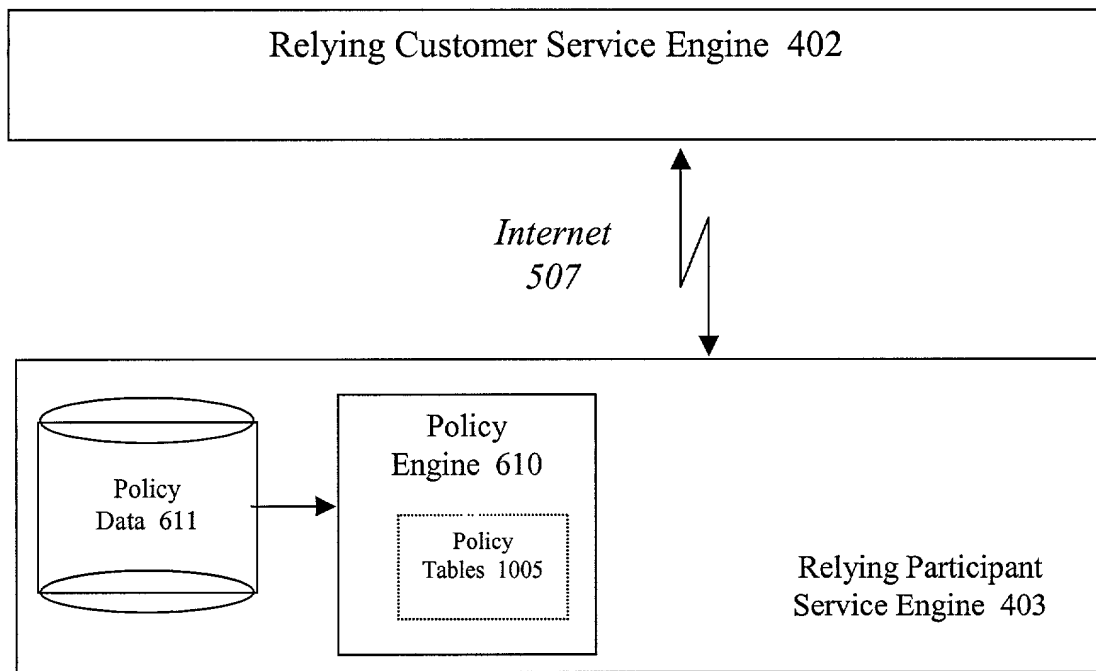 Relying Customer Service Engine 402
Internet
507
Policy
Engine 610
Policy
Data 611
Policy
Tables 1005
Relying Participant
Service Engine 403